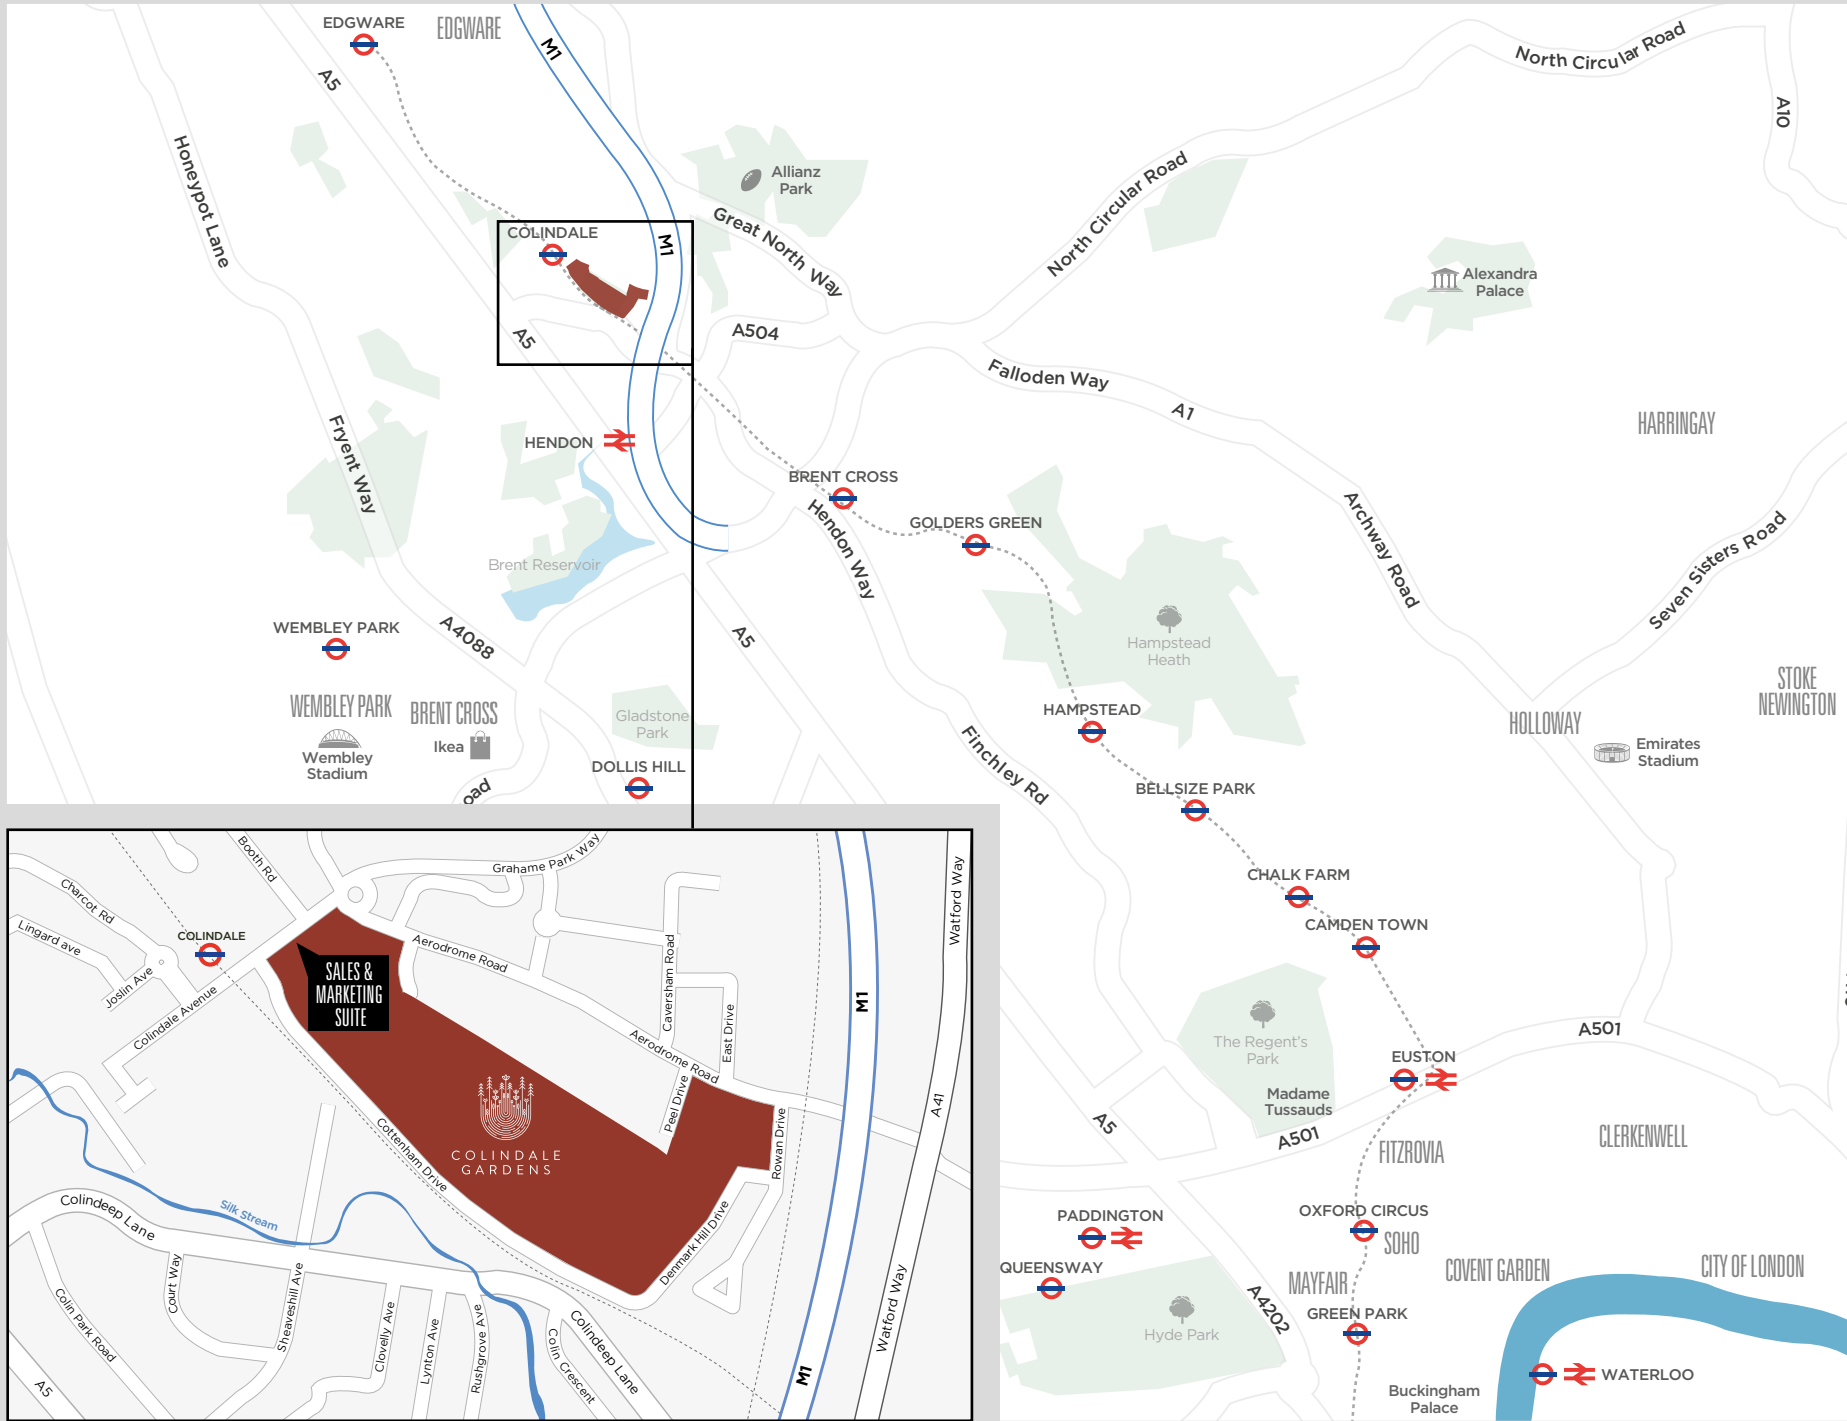 EDGWARE
EDGWARE
M1
North Circular Road
A5
A10
Honeypot Lane
Allianz
Park
North Circular Road
Great North Way
COLINDALE
M1
Alexandra
Palace
A504
A5
Falloden Way
A1
HARRINGAY
Fryent Way
HENDON
BRENT CROSS
Hendon Way
GOLDERS GREEN
Archway Road
Seven Sisters Road
Brent Reservoir
WEMBLEY PARK
A4088
A5
Hampstead
Heath
WEMBLEY PARK
BRENT CROSS
Gladstone
Park
HAMPSTEAD
HOLLOWAY
STOKE
NEWINGTON
Wembley
Stadium
Ikea
Finchley Rd
Emirates
Stadium
DOLLIS HILL
oad
BELLSIZE PARK
CHALK FARM
CAMDEN TOWN
The Regent's
Park
A501
EUSTON
Madame
Tussauds
A5
A501
FITZROVIA
CLERKENWELL
PADDINGTON
OXFORD CIRCUS
SOHO
QUEENSWAY
MAYFAIR
COVENT GARDEN
CITY OF LONDON
A4202
GREEN PARK
Hyde Park
WATERLOO
Buckingham
Palace
Booth Rd
Grahame Park Way
Watford Way
Charcot Rd
Lingard ave
COLINDALE
Aerodrome Road
Caversham Road
SALES &
MARKETING
SUITE
Joslin Ave
Colindale Avenue
M1
East Drive
Aerodrome Road
Peel Drive
A41
COLINDALE
GARDENS
Cottenham Drive
Rowan Drive
Colindeep Lane
Silk Stream
Denmark Hill Drive
Court Way
Sheaveshill Ave
Colin Park Road
Clovelly Ave
Lynton Ave
Rushgrove Ave
Colin Crescent
Colindeep Lane
Watford Way
A5
M1